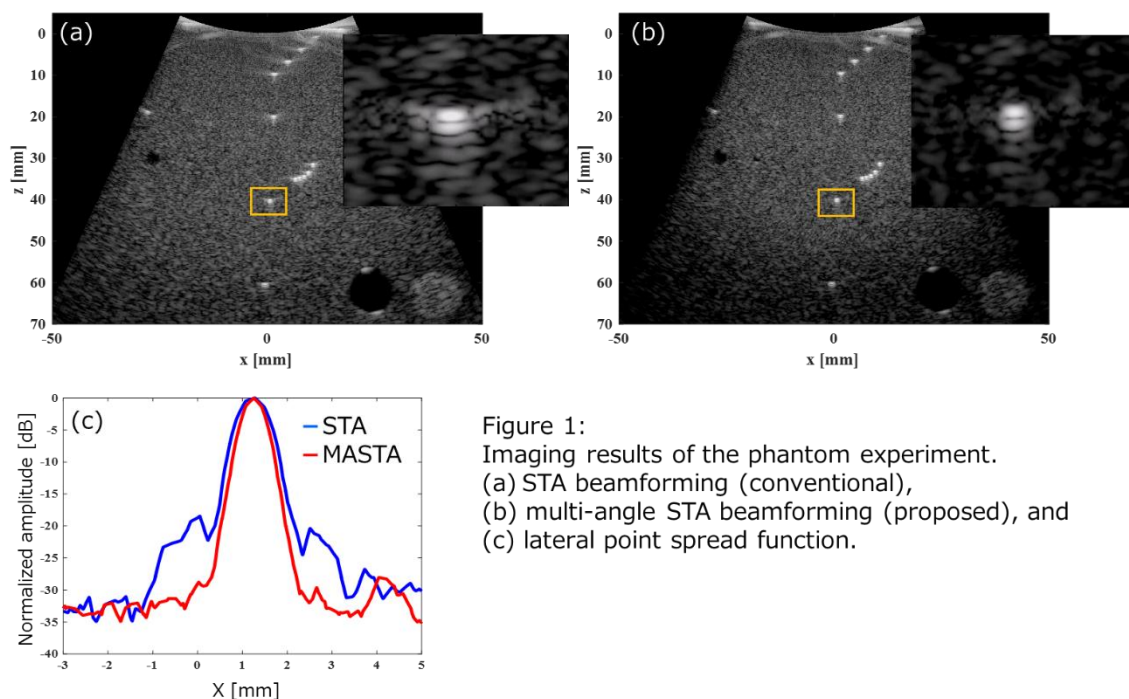 (a)
0
10
20
30
40
50
60
70
z [mm]
-50
0
50
x [mm]
(b)
0
10
20
30
40
50
60
70
z [mm]
-50
0
50
x [mm]
(c)
STA
MASTA
0
-5
-10
-15
-20
-25
-30
-35
-40
Normalized amplitude [dB]
-3
-2
-1
0
1
2
3
4
5
X [mm]
Figure 1:
Imaging results of the phantom experiment.
(a) STA beamforming (conventional),
(b) multi-angle STA beamforming (proposed), and
(c) lateral point spread function.